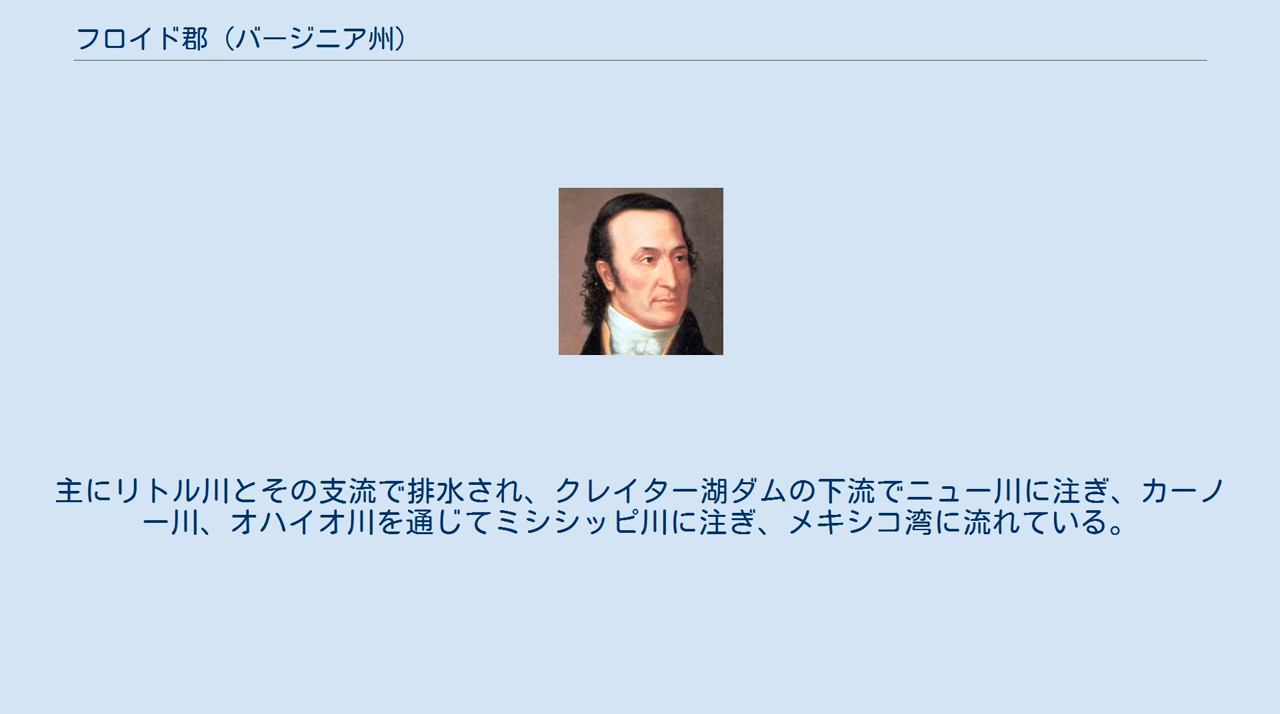 フロイド郡（バージニア州）
主にリトル川とその支流で排水され、クレイター湖ダムの下流でニュー川に注ぎ、カーノ
ー川、オハイオ川を通じてミシシッピ川に注ぎ、メキシコ湾に流れている。